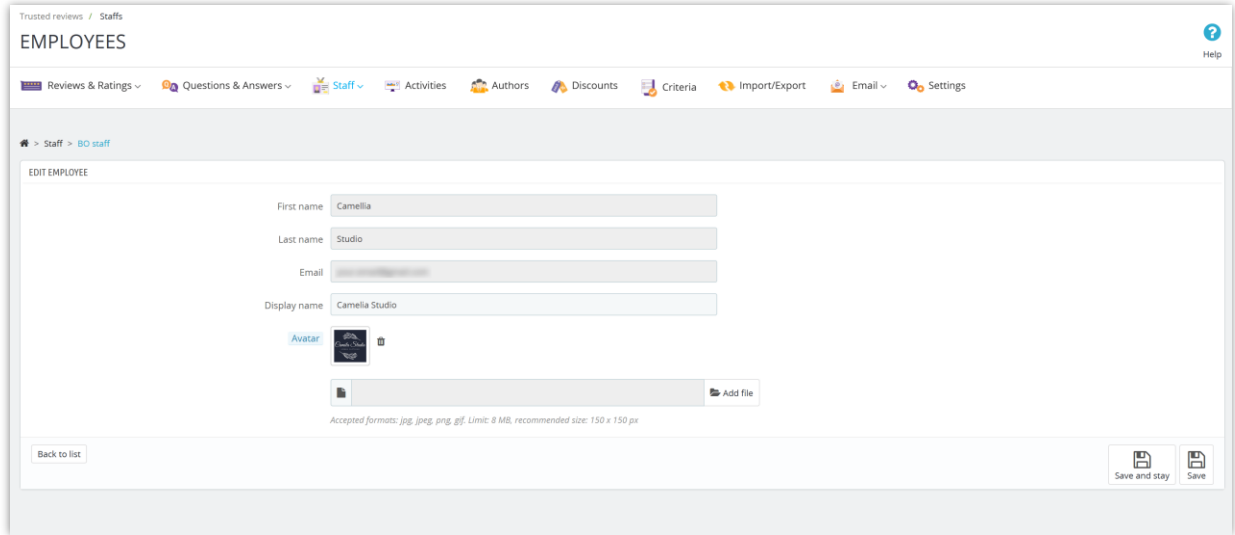 Trusted reviews / Staffs
EMPLOYEES
Help
Reviews & Ratings Questions & Answers Staff Activities Authors Discounts Criteria Import/Export Email Settings
> Staff > BO staff
EDIT EMPLOYEE
First name Camellia
Last name Studio
Email
Display name Camelia Studio
Avatar
Add file
Accepted formats: jpg, jpeg, png, gif. Limit: 8 MB, recommended size: 150 x 150 px
Back to list
Save and stay Save